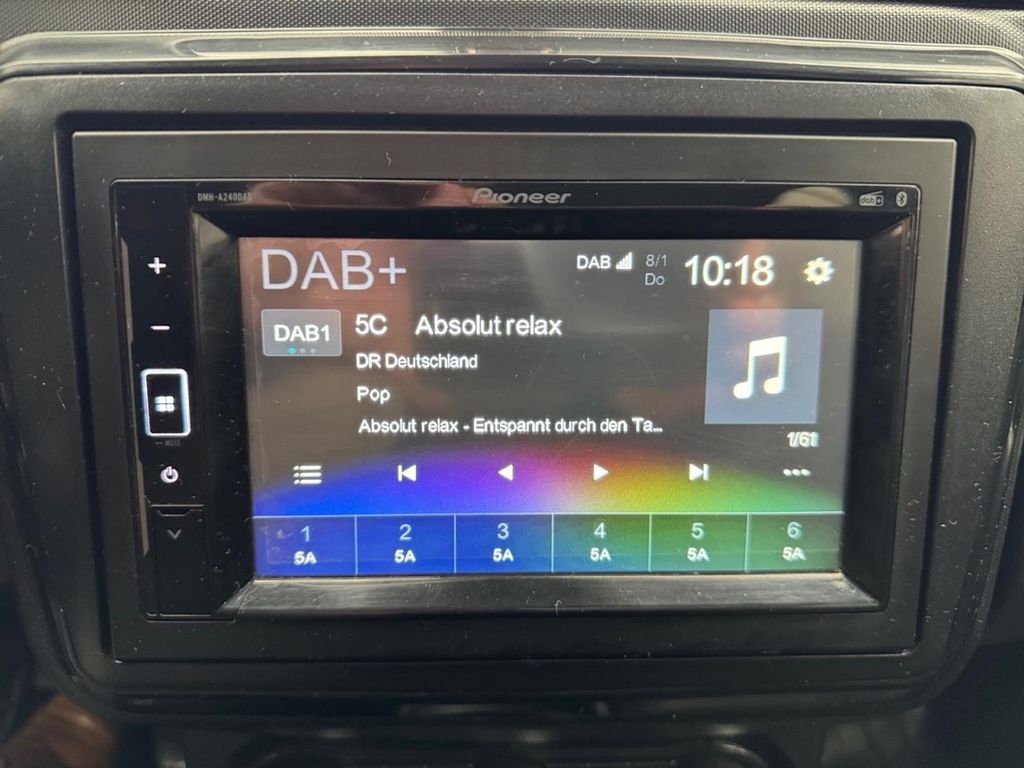 DMH-A240DAB
Pioneer
dab+
DAB+
DAB
8/1
Do
10:18
DAB1
5C Absolut relax
DR Deutschland
Pop
Absolut relax - Entspannt durch den Ta...
1/61
MUTE
1 2 3 4 5 6
5A 5A 5A 5A 5A 5A